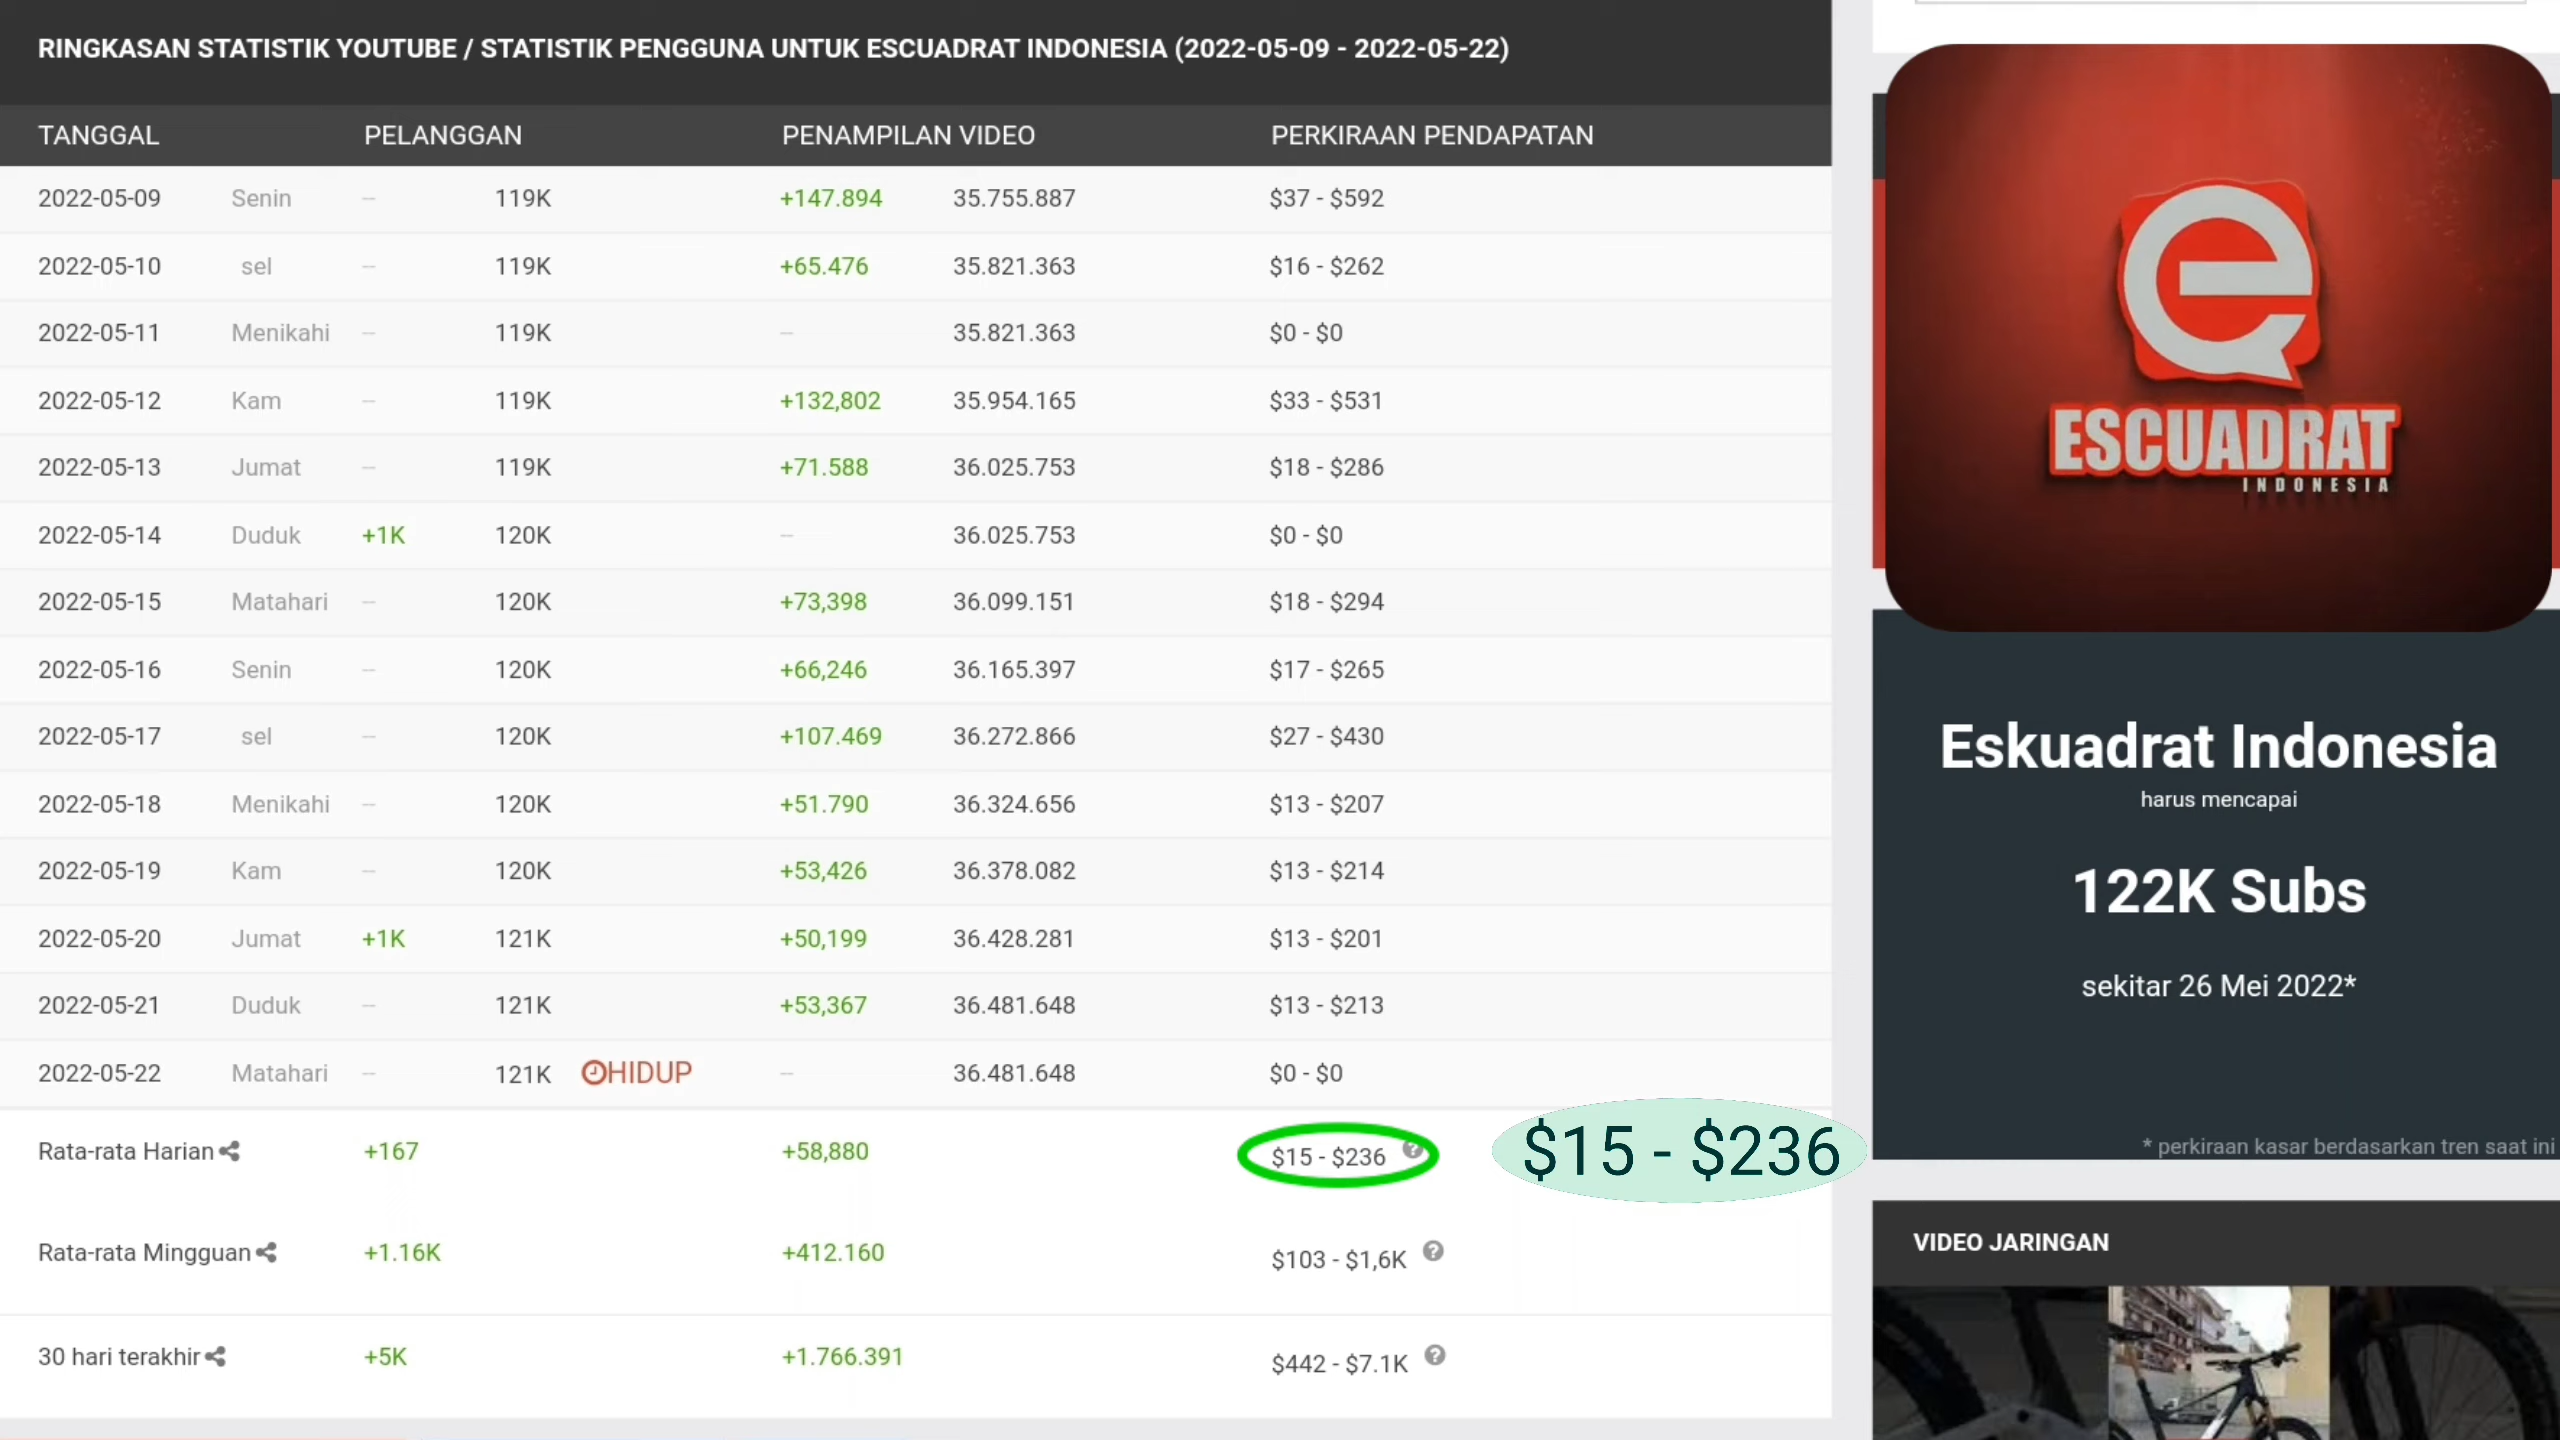 RINGKASAN STATISTIK YOUTUBE / STATISTIK PENGGUNA UNTUK ESCUADRAT INDONESIA (2022-05-09 - 2022-05-22)
TANGGAL PELANGGAN PENAMPILAN VIDEO PERKIRAAN PENDAPATAN
2022-05-09 Senin -- 119K +147.894 35.755.887 $37 - $592
2022-05-10 sel -- 119K +65.476 35.821.363 $16 - $262
2022-05-11 Menikahi -- 119K -- 35.821.363 $0 - $0
2022-05-12 Kam -- 119K +132,802 35.954.165 $33 - $531
2022-05-13 Jumat -- 119K +71.588 36.025.753 $18 - $286
2022-05-14 Duduk +1K 120K -- 36.025.753 $0 - $0
2022-05-15 Matahari -- 120K +73,398 36.099.151 $18 - $294
2022-05-16 Senin -- 120K +66,246 36.165.397 $17 - $265
2022-05-17 sel -- 120K +107.469 36.272.866 $27 - $430
2022-05-18 Menikahi -- 120K +51.790 36.324.656 $13 - $207
2022-05-19 Kam -- 120K +53,426 36.378.082 $13 - $214
2022-05-20 Jumat +1K 121K +50,199 36.428.281 $13 - $201
2022-05-21 Duduk -- 121K +53,367 36.481.648 $13 - $213
2022-05-22 Matahari -- 121K HIDUP -- 36.481.648 $0 - $0
Rata-rata Harian +167 +58,880 $15 - $236 ? $15 - $236
Rata-rata Mingguan +1.16K +412.160 $103 - $1,6K ?
30 hari terakhir +5K +1.766.391 $442 - $7.1K ?
e
ESCUADRAT
INDONESIA
Eskuadrat Indonesia
harus mencapai
122K Subs
sekitar 26 Mei 2022*
* perkiraan kasar berdasarkan tren saat ini
VIDEO JARINGAN